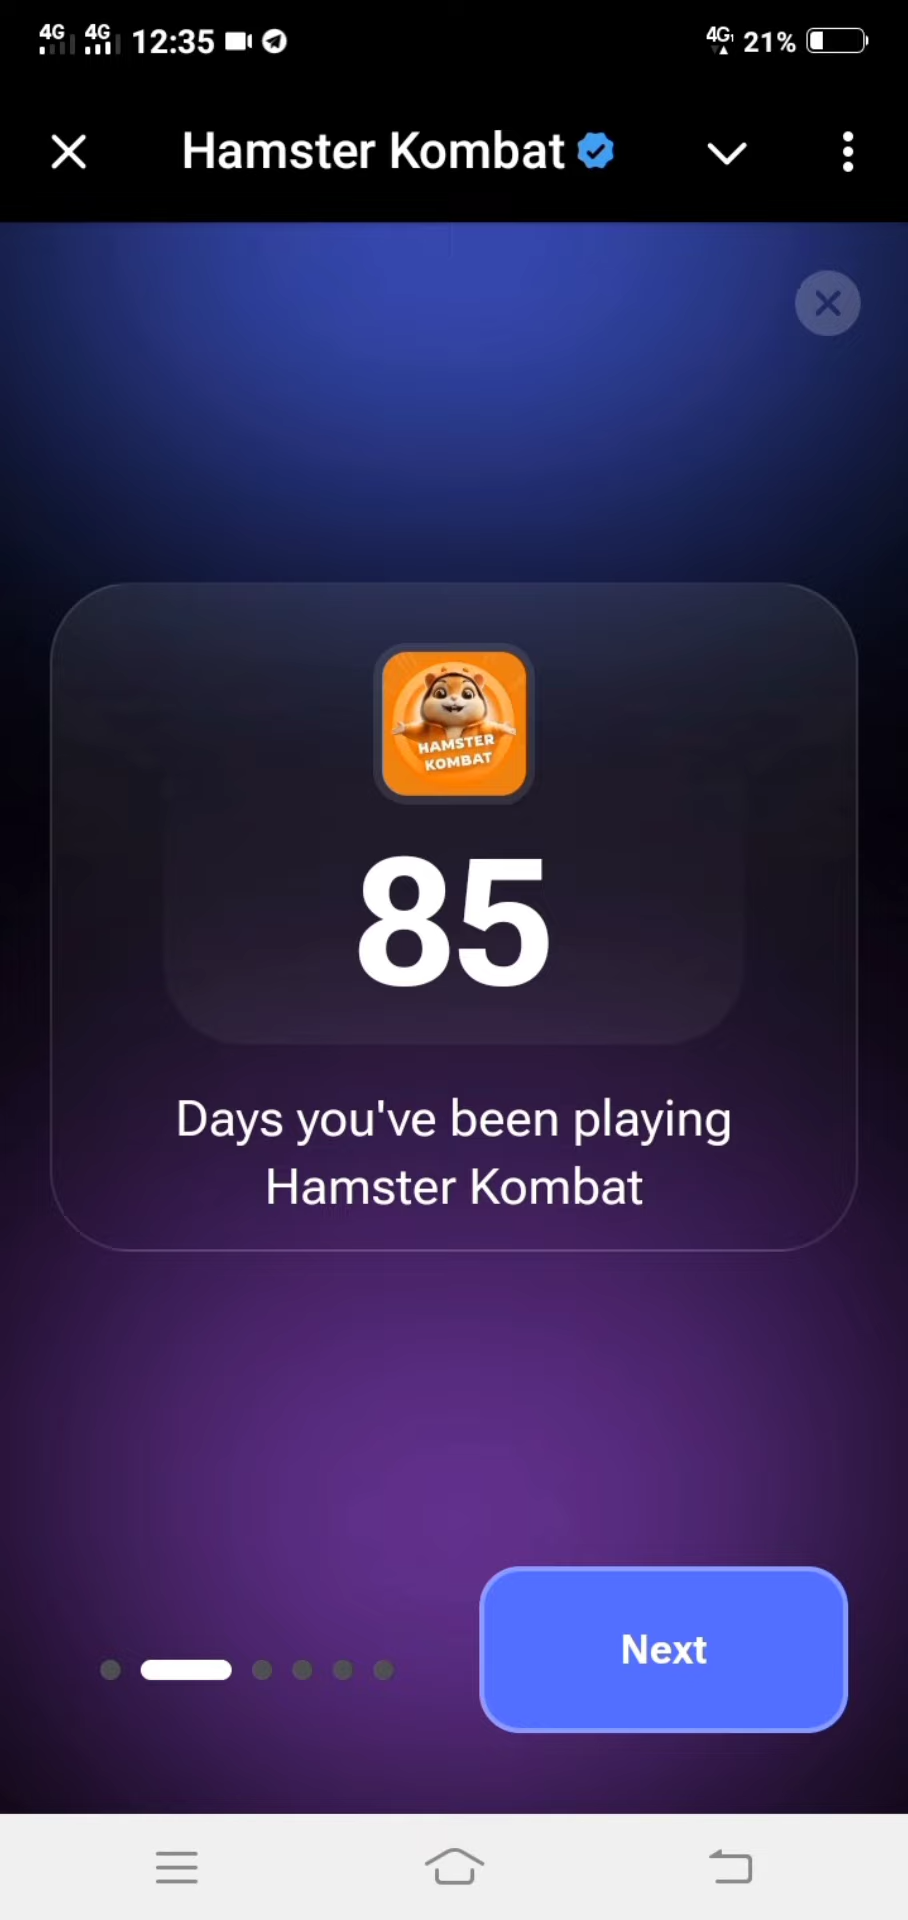 4G 4G 12:35 4G 21%
Hamster Kombat
HAMSTER
KOMBAT
85
Days you've been playing
Hamster Kombat
Next